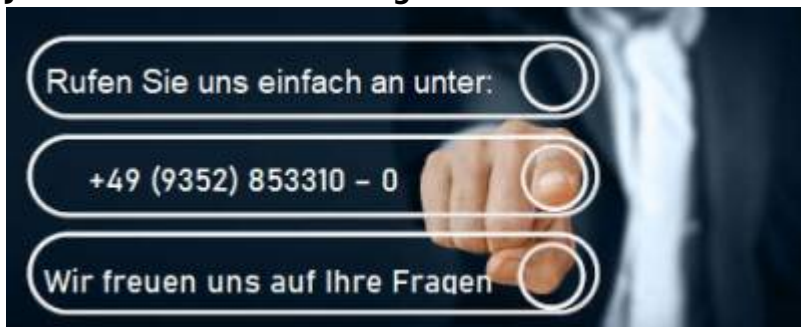 Rufen Sie uns einfach an unter:
+49 (9352) 853310 – 0
Wir freuen uns auf Ihre Fragen